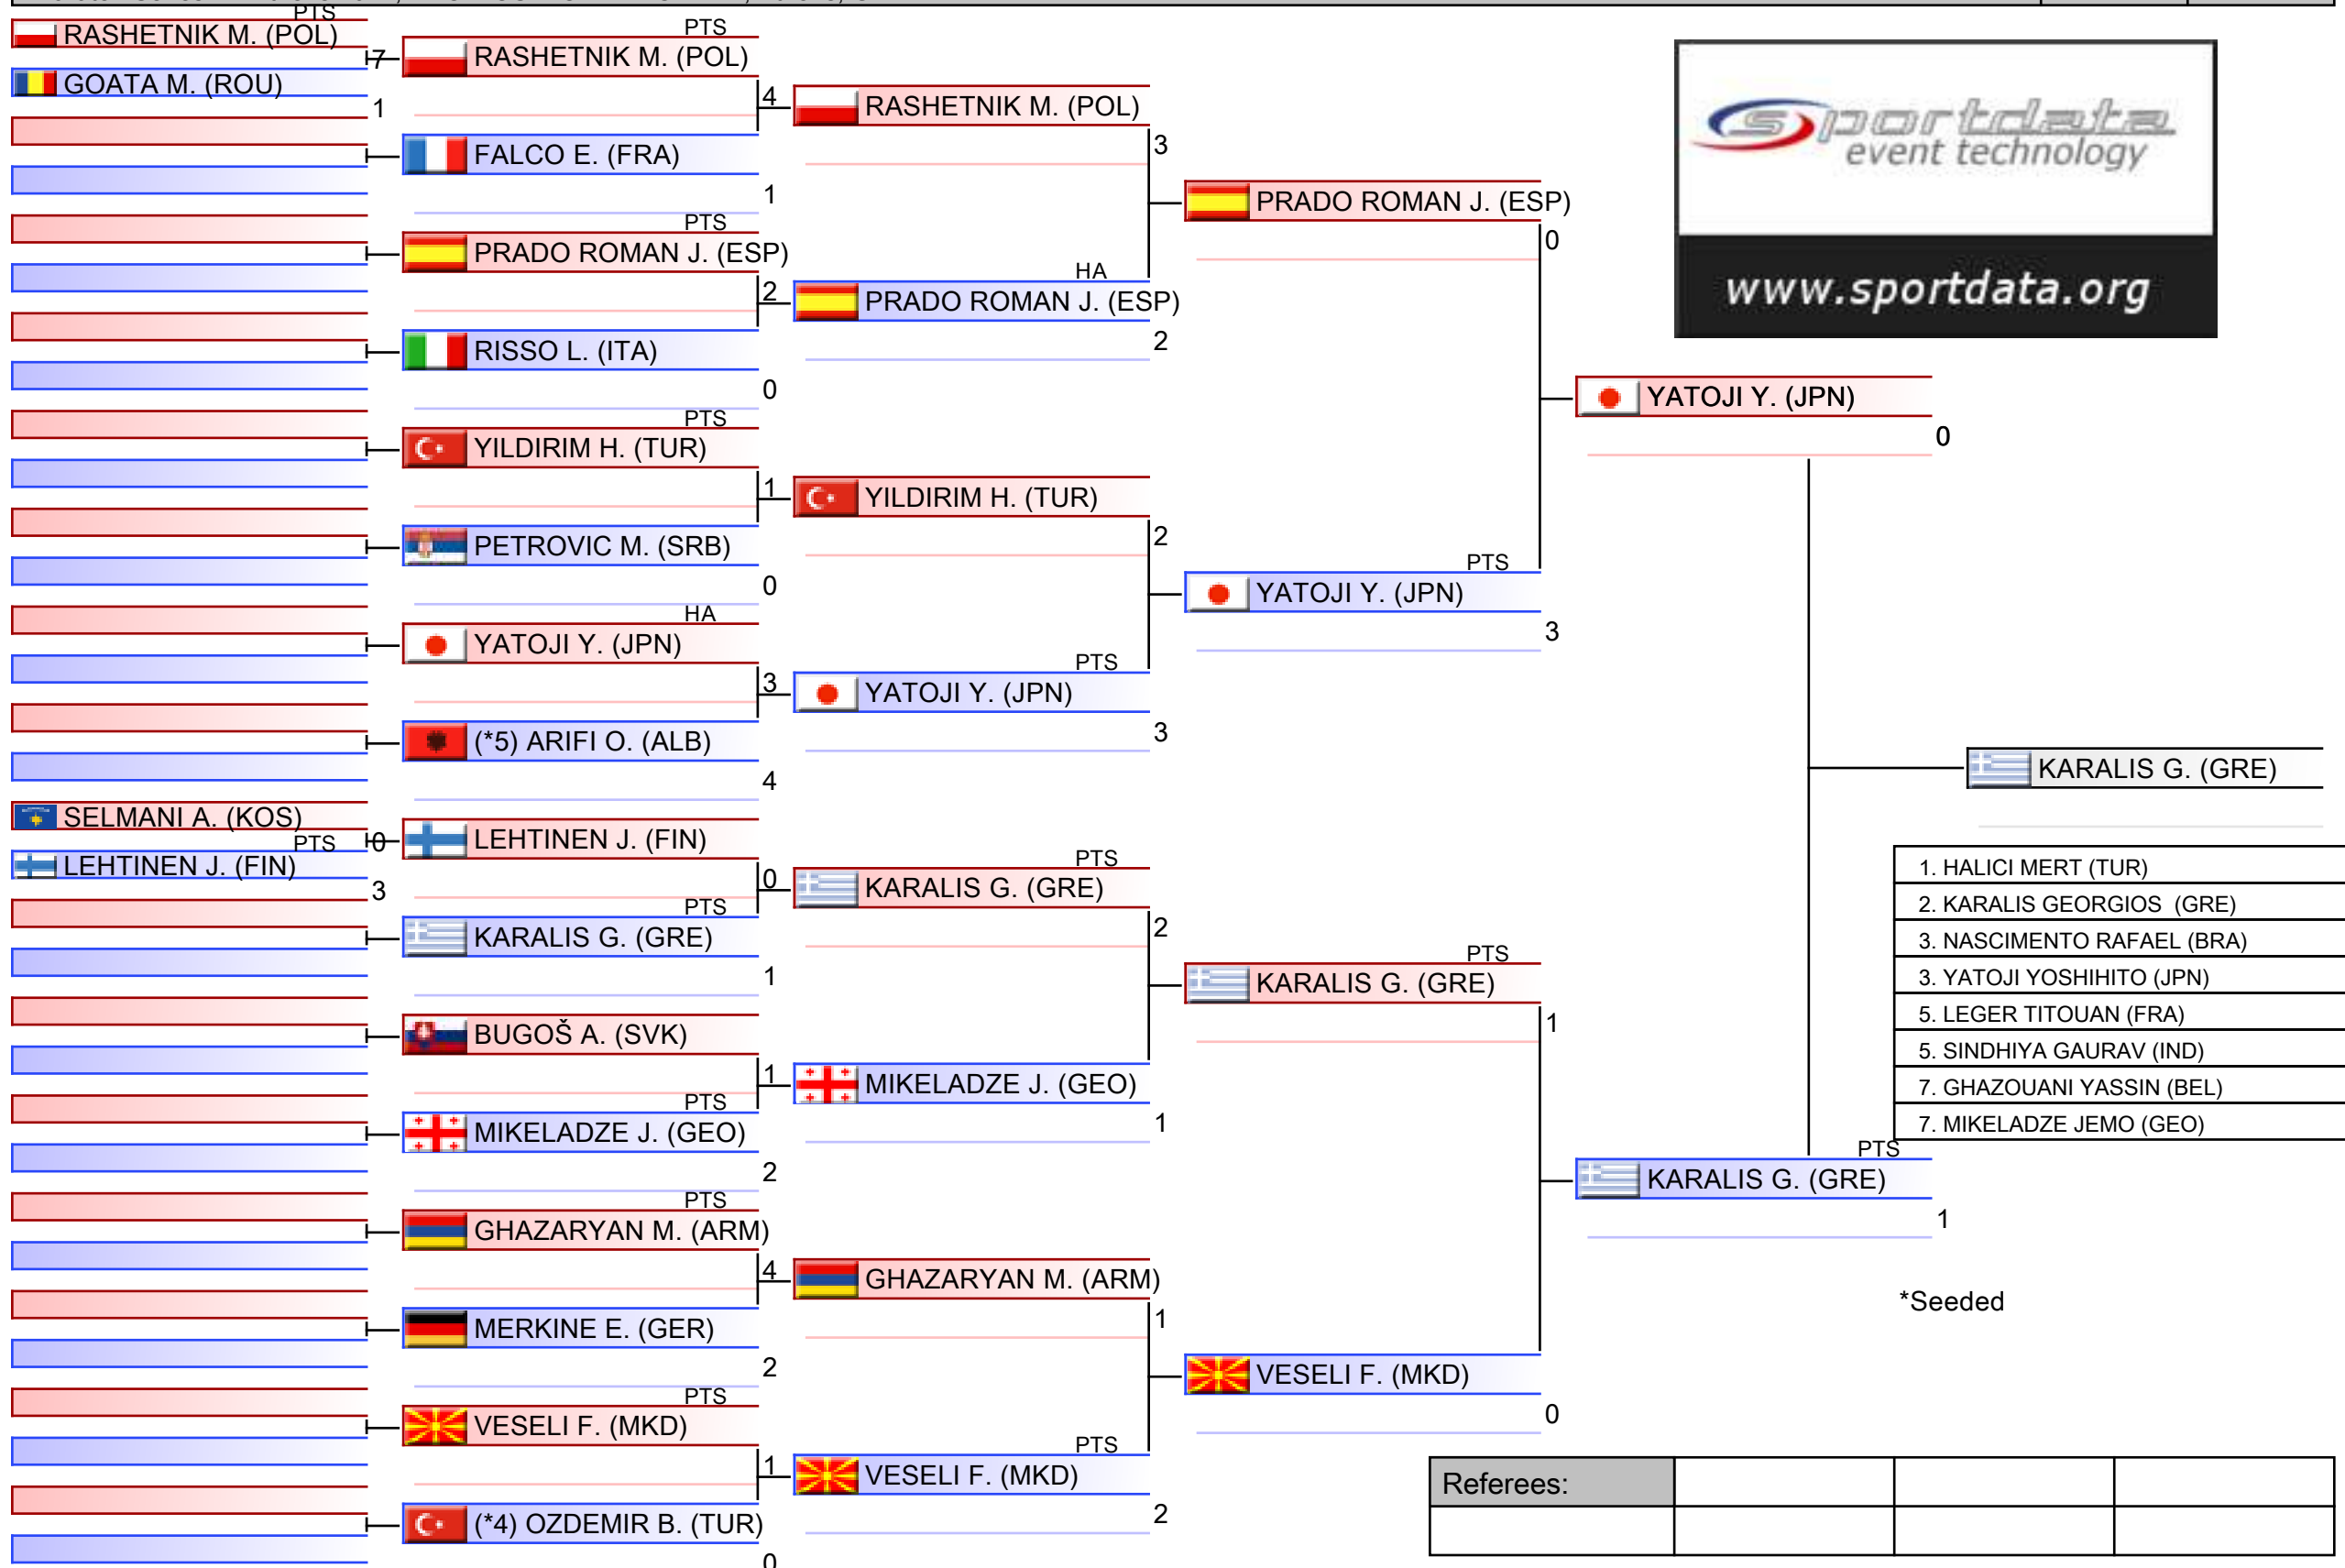 PTS
RASHETNIK M. (POL)
7
GOATA M. (ROU)
1
SELMANI A. (KOS)
0
PTS
LEHTINEN J. (FIN)
3
PTS
RASHETNIK M. (POL)
4
FALCO E. (FRA)
1
PTS
PRADO ROMAN J. (ESP)
2
RISSO L. (ITA)
0
PTS
YILDIRIM H. (TUR)
1
PETROVIC M. (SRB)
0
HA
YATOJI Y. (JPN)
3
(*5) ARIFI O. (ALB)
4
LEHTINEN J. (FIN)
0
PTS
KARALIS G. (GRE)
1
BUGOŠ A. (SVK)
1
PTS
MIKELADZE J. (GEO)
2
PTS
GHAZARYAN M. (ARM)
4
MERKINE E. (GER)
2
PTS
VESELI F. (MKD)
1
(*4) OZDEMIR B. (TUR)
0
RASHETNIK M. (POL)
3
HA
PRADO ROMAN J. (ESP)
2
YILDIRIM H. (TUR)
2
PTS
YATOJI Y. (JPN)
3
PTS
KARALIS G. (GRE)
2
MIKELADZE J. (GEO)
1
GHAZARYAN M. (ARM)
1
PTS
VESELI F. (MKD)
2
PRADO ROMAN J. (ESP)
0
PTS
YATOJI Y. (JPN)
3
PTS
KARALIS G. (GRE)
1
VESELI F. (MKD)
0
sportdata
event technology
www.sportdata.org
YATOJI Y. (JPN)
0
PTS
KARALIS G. (GRE)
1
KARALIS G. (GRE)
1. HALICI MERT (TUR)
2. KARALIS GEORGIOS (GRE)
3. NASCIMENTO RAFAEL (BRA)
3. YATOJI YOSHIHITO (JPN)
5. LEGER TITOUAN (FRA)
5. SINDHIYA GAURAV (IND)
7. GHAZOUANI YASSIN (BEL)
7. MIKELADZE JEMO (GEO)
*Seeded
Referees: